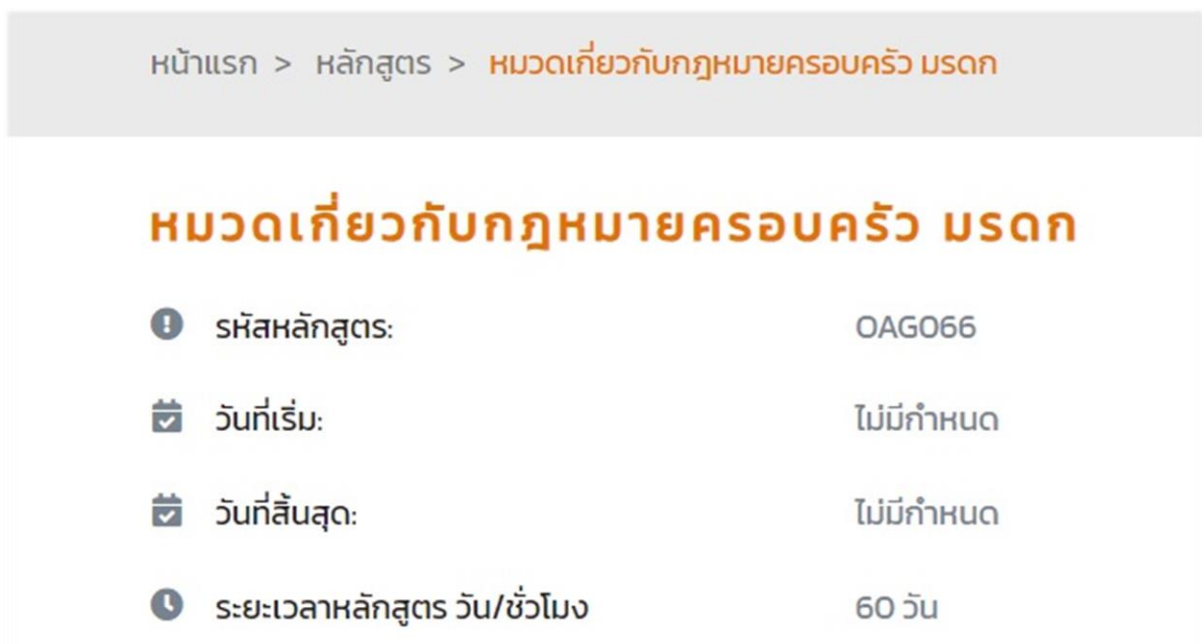 หน้าแรก > หลักสูตร > หมวดเกี่ยวกับกฎหมายครอบครัว มรดก
หมวดเกี่ยวกับกฎหมายครอบครัว มรดก
รหัสหลักสูตร: OAG066
วันที่เริ่ม: ไม่มีกำหนด
วันที่สิ้นสุด: ไม่มีกำหนด
ระยะเวลาหลักสูตร วัน/ชั่วโมง 60 วัน